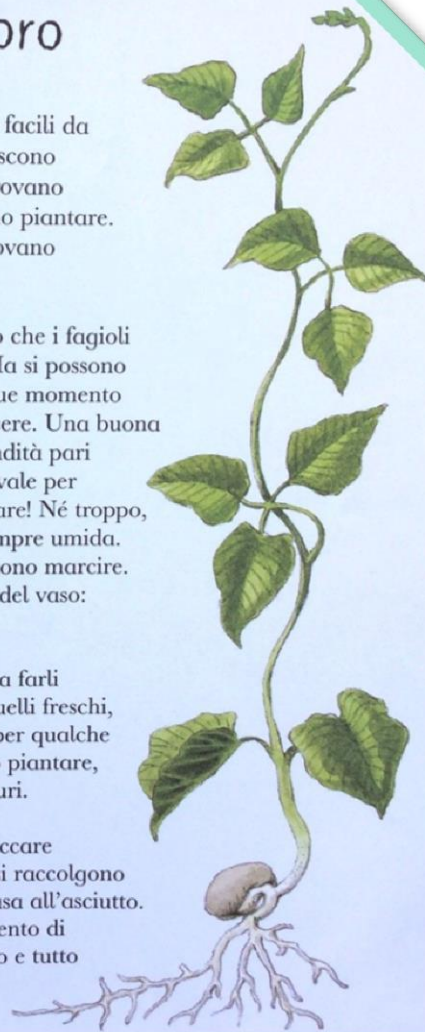 oro
facili da
scono
ovano
o piantare.
ovano
o che i fagioli
Ma si possono
ue momento
ere. Una buona
ndità pari
vale per
are! Né troppo,
mpre umida.
ono marcire.
del vaso:
a farli
uelli freschi,
per qualche
o piantare,
uri.
ccare
si raccolgono
asa all'asciutto.
ento di
o e tutto